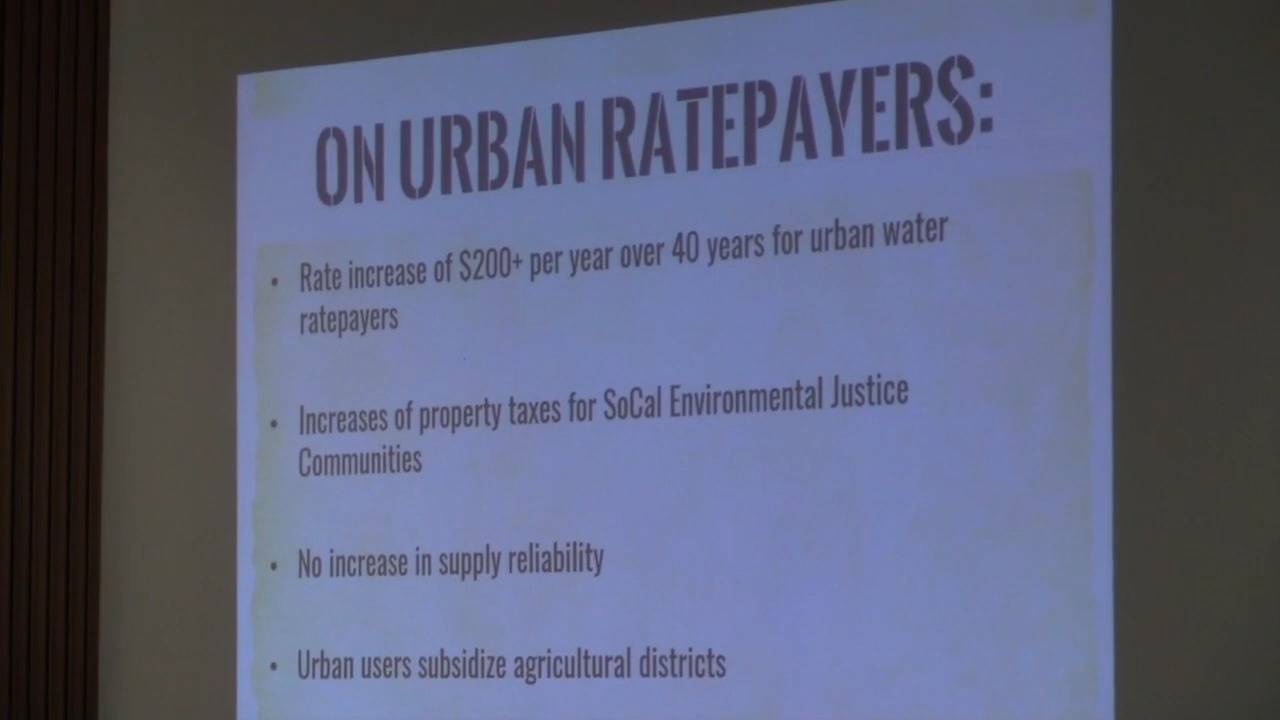 ON URBAN RATEPAYERS:
• Rate increase of $200+ per year over 40 years for urban water
ratepayers
• Increases of property taxes for SoCal Environmental Justice
Communities
• No increase in supply reliability
• Urban users subsidize agricultural districts